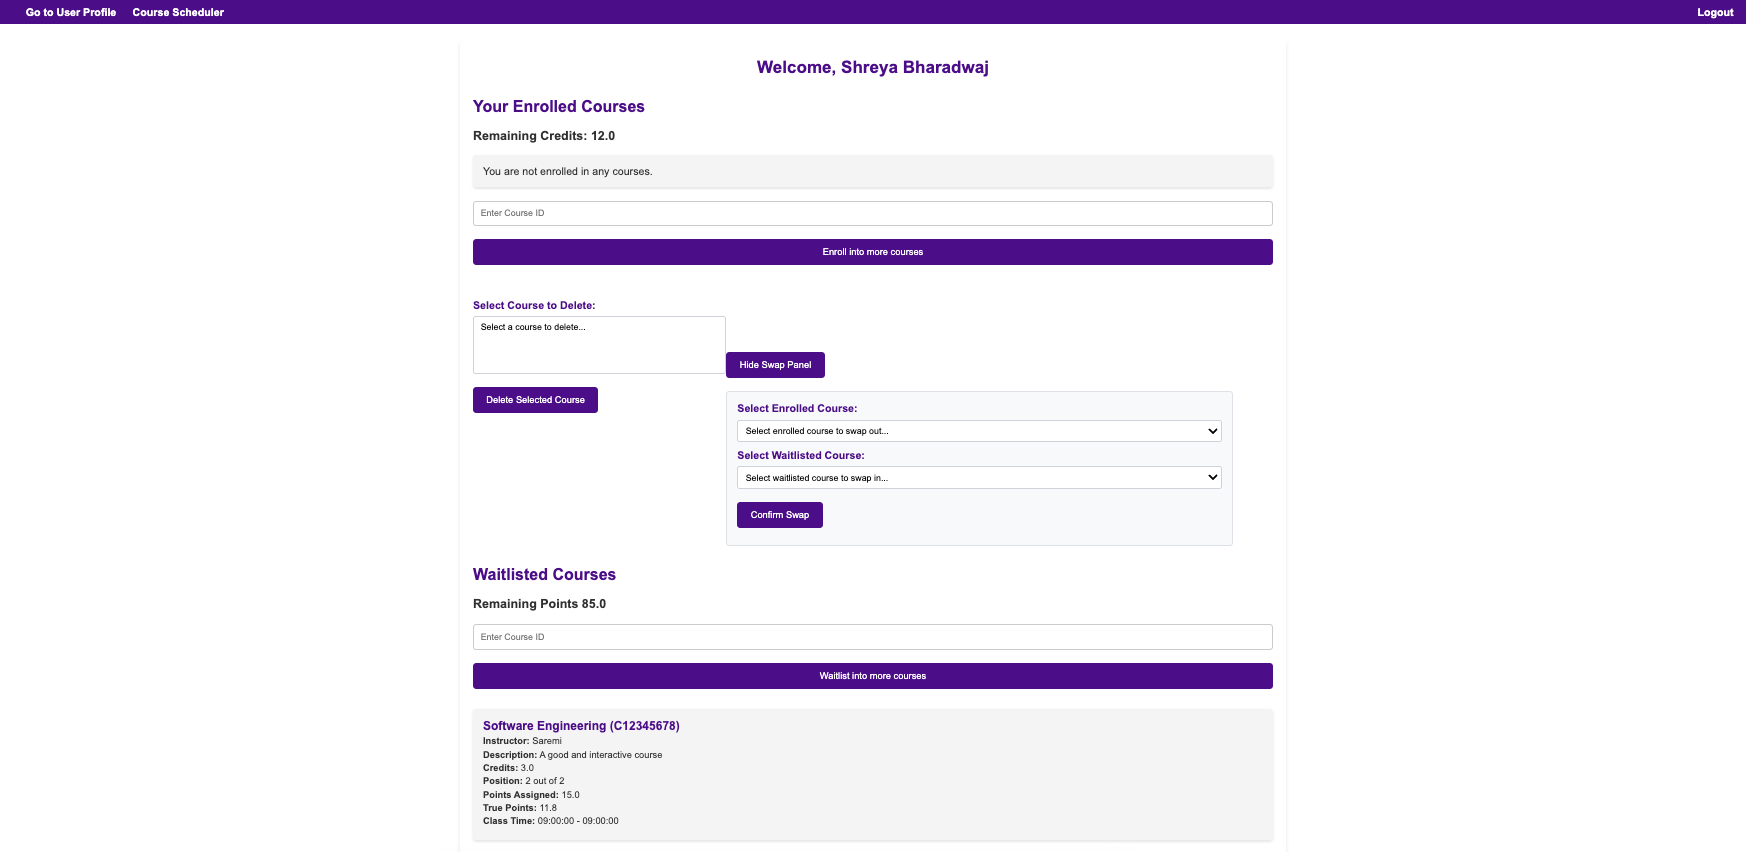 Go to User Profile Course Scheduler Logout
Welcome, Shreya Bharadwaj
Your Enrolled Courses
Remaining Credits: 12.0
You are not enrolled in any courses.
Enter Course ID
Enroll into more courses
Select Course to Delete:
Select a course to delete...
Hide Swap Panel
Delete Selected Course
Select Enrolled Course:
Select enrolled course to swap out...
Select Waitlisted Course:
Select waitlisted course to swap in...
Confirm Swap
Waitlisted Courses
Remaining Points 85.0
Enter Course ID
Waitlist into more courses
Software Engineering (C12345678)
Instructor: Saremi
Description: A good and interactive course
Credits: 3.0
Position: 2 out of 2
Points Assigned: 15.0
True Points: 11.8
Class Time: 09:00:00 - 09:00:00